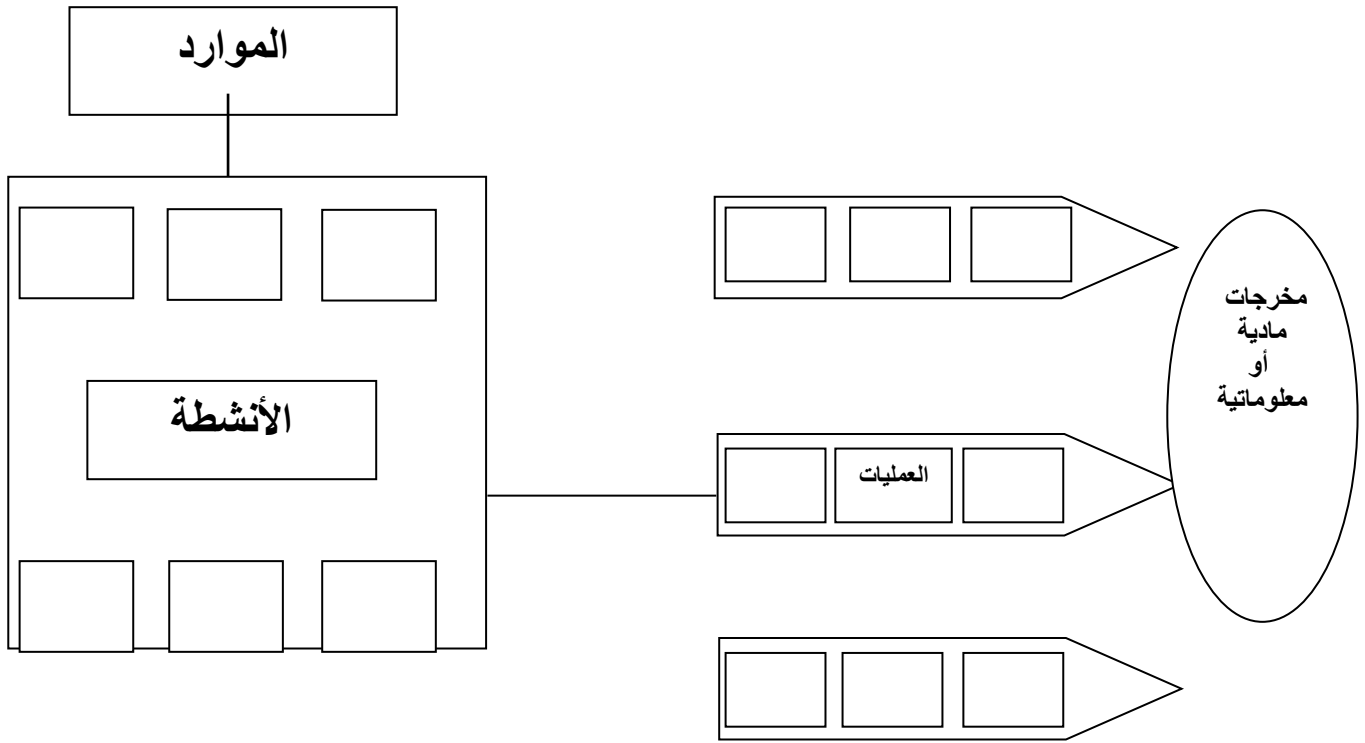 الموارد
الأنشطة
العمليات
مخرجات
مادية
أو
معلوماتية